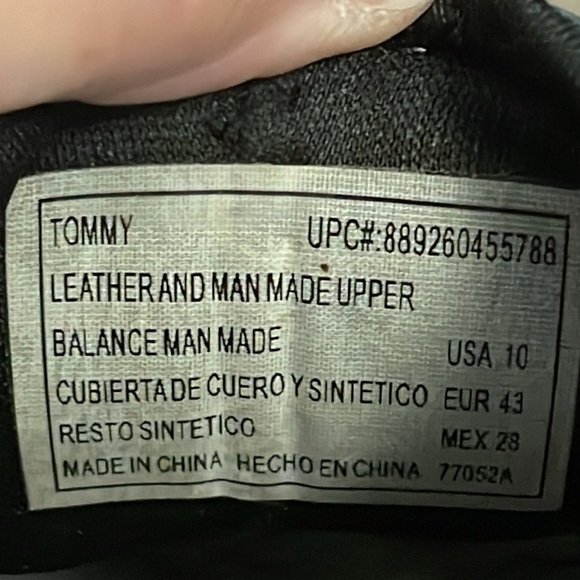 TOMMY UPC#:889260455788
LEATHER AND MAN MADE UPPER
BALANCE MAN MADE USA 10
CUBIERTA DE CUERO Y SINTETICO EUR 43
RESTO SINTETICO MEX 28
MADE IN CHINA HECHO EN CHINA 77052A